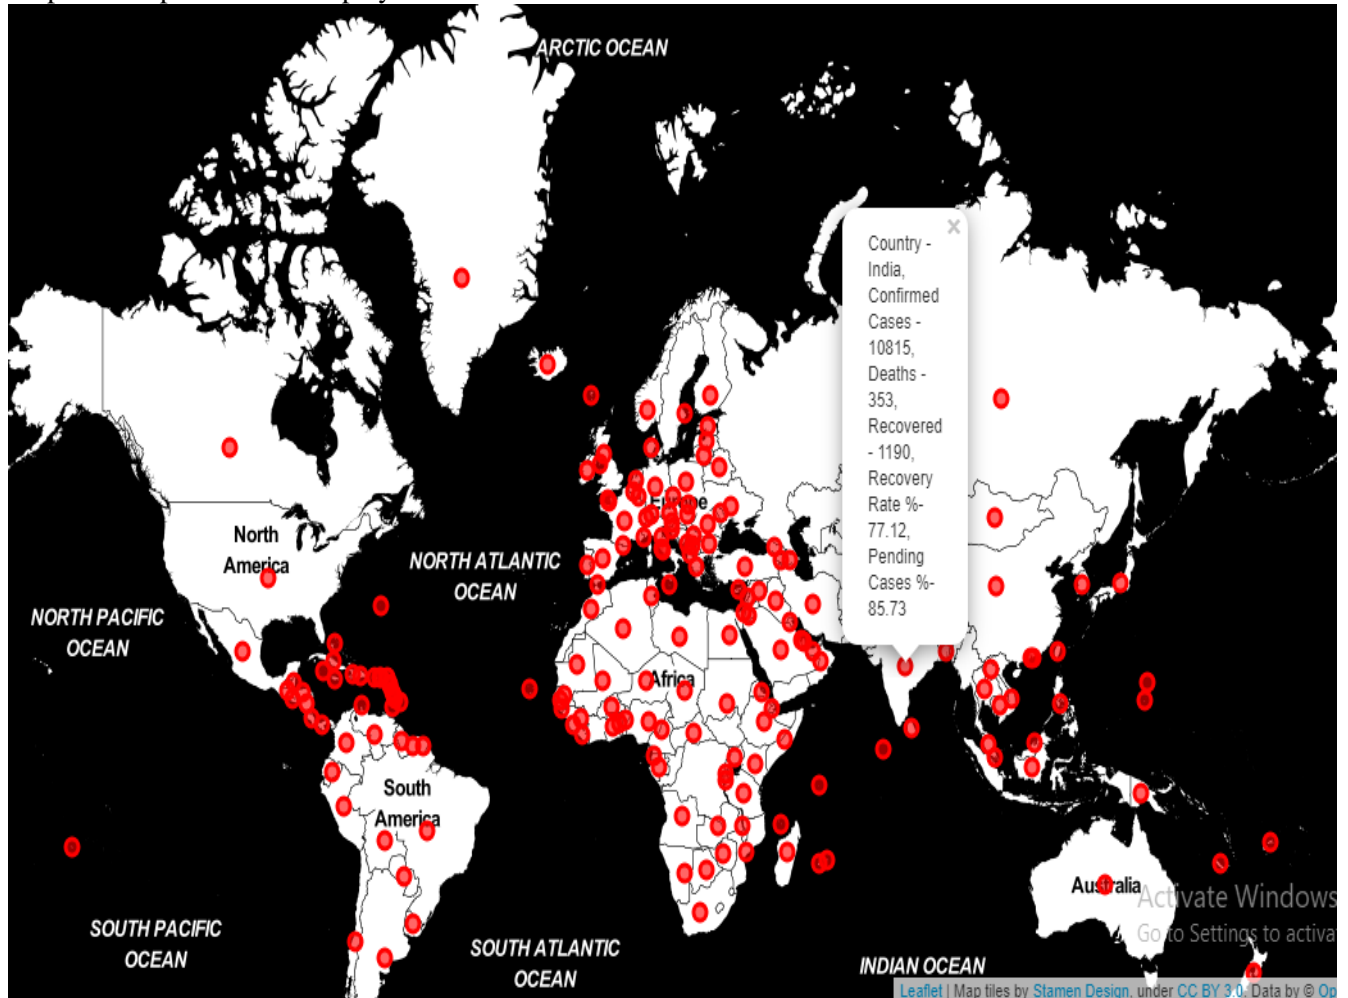 ARCTIC OCEAN
Country -
India,
Confirmed
Cases -
10815,
Deaths -
353,
Recovered
- 1190,
Recovery
Rate %-
77.12,
Pending
Cases %-
85.73
×
Europe
North
America
NORTH ATLANTIC
OCEAN
NORTH PACIFIC
OCEAN
Africa
South
America
Australia
Activate Windows
Go to Settings to activa
SOUTH PACIFIC
OCEAN
SOUTH ATLANTIC
OCEAN
INDIAN OCEAN
Leaflet | Map tiles by Stamen Design, under CC BY 3.0. Data by © Op